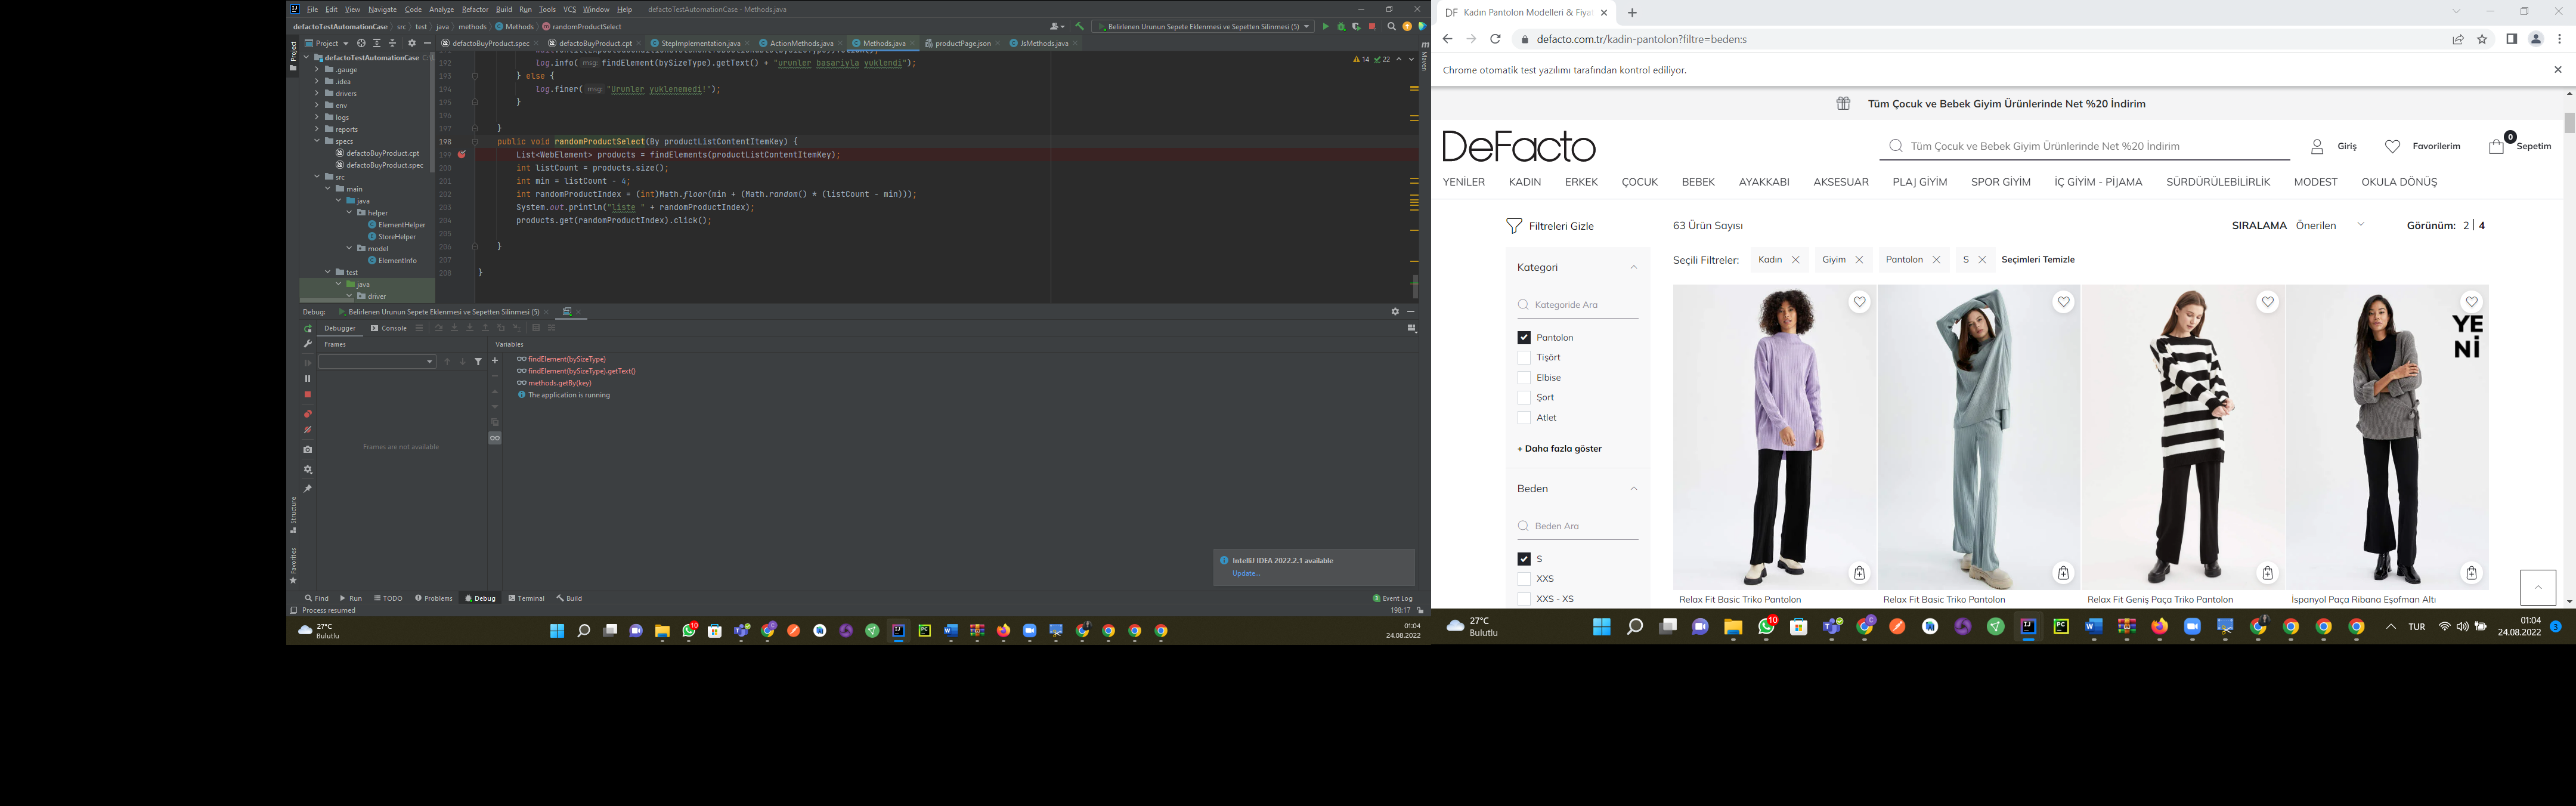 File Edit View Navigate Code Analyze Refactor Build Run Tools VCS Window Help defactoTestAutomationCase - Methods.java
defactoTestAutomationCase src test java methods Methods randomProductSelect
Belirlenen Urunun Sepete Eklenmesi ve Sepetten Silinmesi (5)
Project
defactoBuyProduct.spec defactoBuyProduct.cpt StepImplementation.java ActionMethods.java Methods.java productPage.json JsMethods.java
Maven
defactoTestAutomationCase
.gauge
.idea
drivers
env
logs
reports
specs
defactoBuyProduct.cpt
defactoBuyProduct.spec
src
main
java
helper
ElementHelper
StoreHelper
model
ElementInfo
test
java
driver
14 22
192 log.info( msg: findElement(bySizeType).getText() + "urunler basariyla yuklendi");
193 } else {
194 log.finer( msg: "Urunler yuklenemedi!");
195 }
196
197 }
198 public void randomProductSelect(By productListContentItemKey) {
199 List<WebElement> products = findElements(productListContentItemKey);
200 int listCount = products.size();
201 int min = listCount - 4;
202 int randomProductIndex = (int)Math.floor(min + (Math.random() * (listCount - min)));
203 System.out.println("liste " + randomProductIndex);
204 products.get(randomProductIndex).click();
205
206 }
207
208 }
Debug: Belirlenen Urunun Sepete Eklenmesi ve Sepetten Silinmesi (5)
Debugger Console
Frames Variables
findElement(bySizeType)
findElement(bySizeType).getText()
methods.getBy(key)
The application is running
Frames are not available
Structure
Favorites
IntelliJ IDEA 2022.2.1 available
Update...
Find Run TODO Problems Debug Terminal Build Event Log
Process resumed 198:17
27°C
Bulutlu
10
01:04
24.08.2022
DF Kadın Pantolon Modelleri & Fiya
defacto.com.tr/kadin-pantolon?filtre=beden:s
Chrome otomatik test yazılımı tarafından kontrol ediliyor.
Tüm Çocuk ve Bebek Giyim Ürünlerinde Net %20 İndirim
DeFacto
Tüm Çocuk ve Bebek Giyim Ürünlerinde Net %20 İndirim
Giriş Favorilerim 0 Sepetim
YENİLER KADIN ERKEK ÇOCUK BEBEK AYAKKABI AKSESUAR PLAJ GİYİM SPOR GİYİM İÇ GİYİM - PİJAMA SÜRDÜRÜLEBİLİRLİK MODEST OKULA DÖNÜŞ
Filtreleri Gizle 63 Ürün Sayısı SIRALAMA Önerilen Görünüm: 2 | 4
Seçili Filtreler: Kadın Giyim Pantolon S Seçimleri Temizle
Kategori
Kategoride Ara
Pantolon
Tişört
Elbise
Şort
Atlet
+ Daha fazla göster
Beden
Beden Ara
S
XXS
XXS - XS
YE
Nİ
Relax Fit Basic Triko Pantolon
Relax Fit Basic Triko Pantolon
Relax Fit Geniş Paça Triko Pantolon
İspanyol Paça Ribana Eşofman Altı
27°C
Bulutlu
10
TUR
01:04
24.08.2022
3